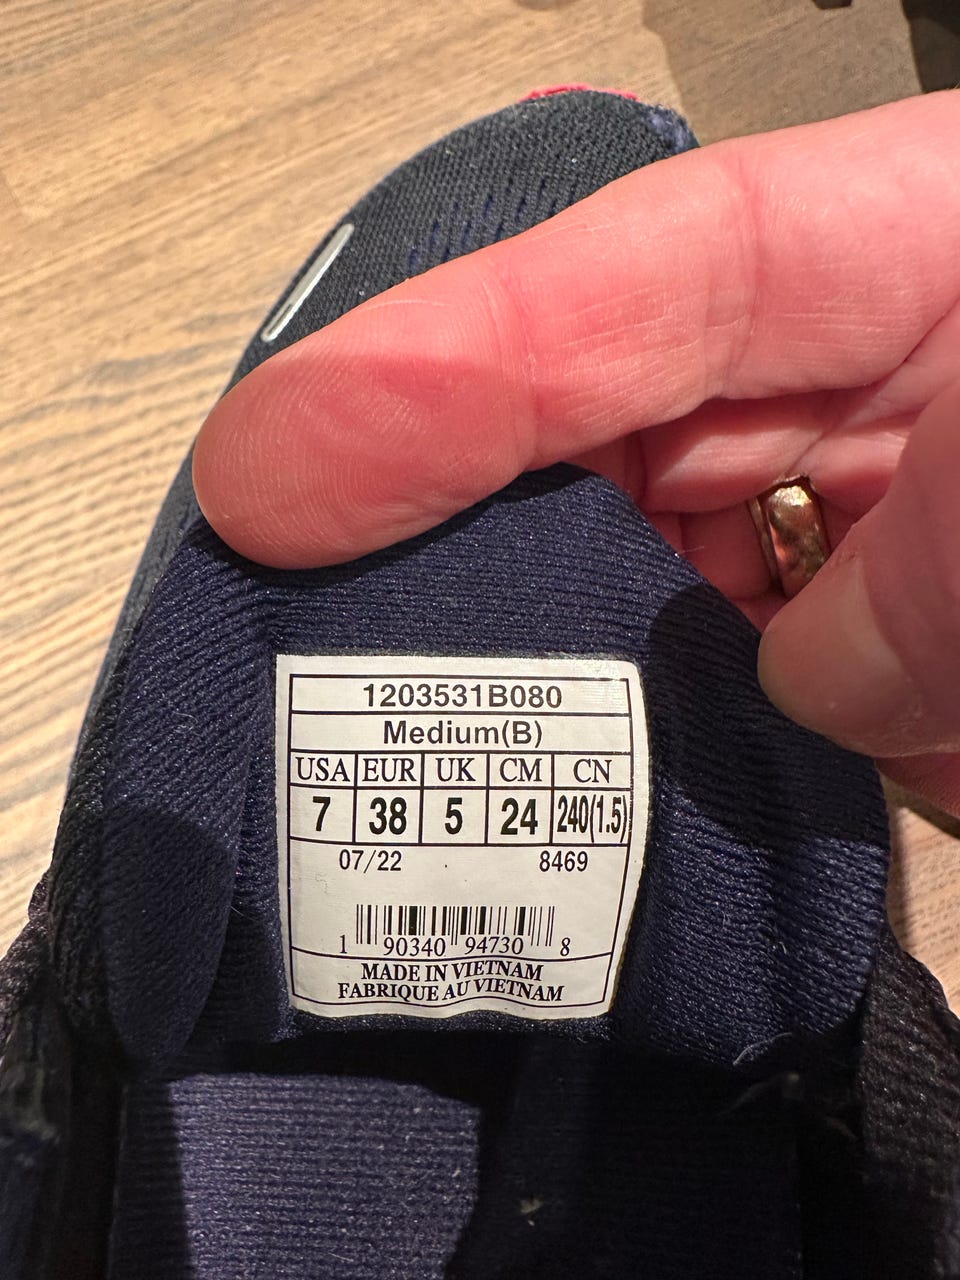 1203531B080
Medium(B)
USA EUR UK CM CN
7 38 5 24 240(1.5)
07/22 8469
1 90340 94730 8
MADE IN VIETNAM
FABRIQUE AU VIETNAM